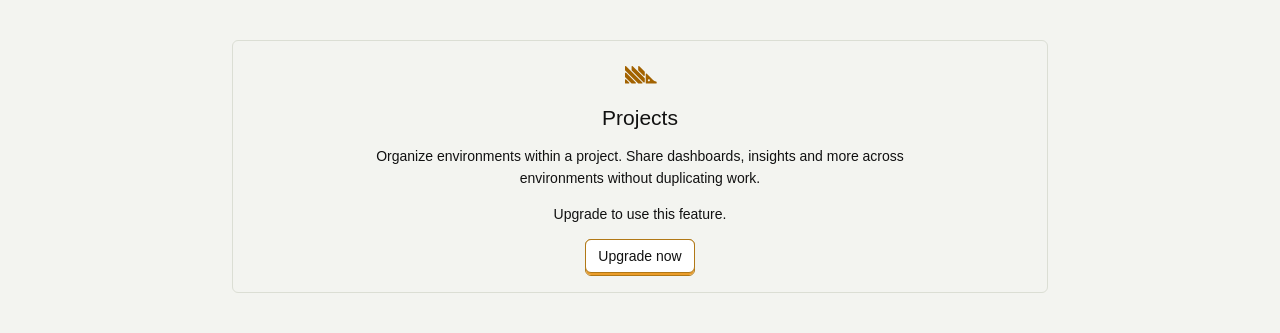 Projects
Organize environments within a project. Share dashboards, insights and more across
environments without duplicating work.
Upgrade to use this feature.
Upgrade now